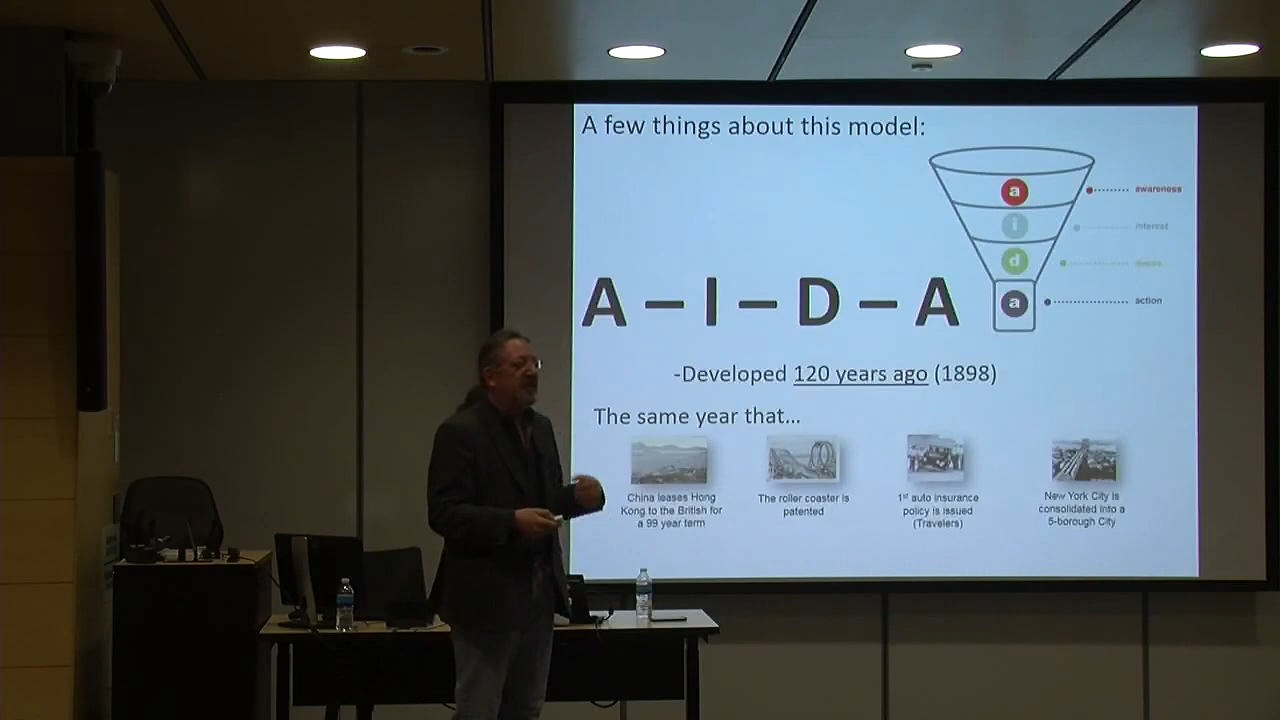 A few things about this model:
a
awareness
i
interest
d
desire
a
action
A – I – D – A
-Developed 120 years ago (1898)
The same year that...
China leases Hong
Kong to the British for
a 99 year term
The roller coaster is
patented
1st auto insurance
policy is issued
(Travelers)
New York City is
consolidated into a
5-borough City